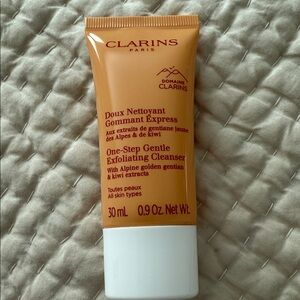 CLARINS
PARIS
DOMAINE
CLARINS
Doux Nettoyant
Gommant Express
Aux extraits de gentiane jaune
des Alpes & de kiwi
One-Step Gentle
Exfoliating Cleanser
With Alpine golden gentian
& kiwi extracts
Toutes peaux
All skin types
30 mL 0.9 Oz. Net Wt.